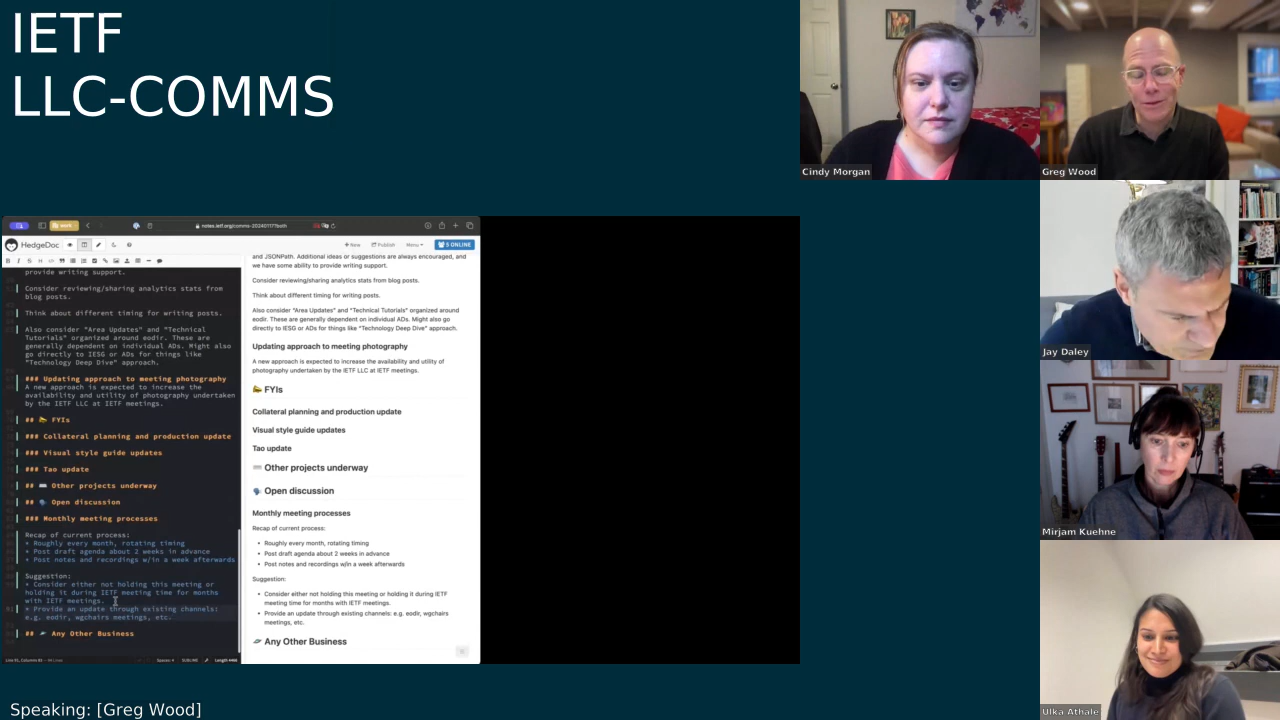 IETF
LLC-COMMS
Cindy Morgan
Greg Wood
Jay Daley
Mirjam Kuehne
Ulka Athale
work
notes.ietf.org/comms-20240117?both
HedgeDoc
New
Publish
Menu
5 ONLINE
provide writing support.
Consider reviewing/sharing analytics stats from
blog posts.
Think about different timing for writing posts.
Also consider "Area Updates" and "Technical
Tutorials" organized around eodir. These are
generally dependent on individual ADs. Might also
go directly to IESG or ADs for things like
"Technology Deep Dive" approach.
### Updating approach to meeting photography
A new approach is expected to increase the
availability and utility of photography undertaken
by the IETF LLC at IETF meetings.
## FYIs
### Collateral planning and production update
### Visual style guide updates
### Tao update
## Other projects underway
## Open discussion
### Monthly meeting processes
Recap of current process:
+ Roughly every month, rotating timing
+ Post draft agenda about 2 weeks in advance
+ Post notes and recordings w/in a week afterwards
Suggestion:
+ Consider either not holding this meeting or
holding it during IETF meeting time for months
with IETF meetings.
+ Provide an update through existing channels:
e.g. eodir, wgchairs meetings, etc.
## Any Other Business
and JSONPath. Additional ideas or suggestions are always encouraged, and
we have some ability to provide writing support.
Consider reviewing/sharing analytics stats from blog posts.
Think about different timing for writing posts.
Also consider "Area Updates" and "Technical Tutorials" organized around
eodir. These are generally dependent on individual ADs. Might also go
directly to IESG or ADs for things like "Technology Deep Dive" approach.
Updating approach to meeting photography
A new approach is expected to increase the availability and utility of
photography undertaken by the IETF LLC at IETF meetings.
FYIs
Collateral planning and production update
Visual style guide updates
Tao update
Other projects underway
Open discussion
Monthly meeting processes
Recap of current process:
Roughly every month, rotating timing
Post draft agenda about 2 weeks in advance
Post notes and recordings w/in a week afterwards
Suggestion:
Consider either not holding this meeting or holding it during IETF
meeting time for months with IETF meetings.
Provide an update through existing channels: e.g. eodir, wgchairs
meetings, etc.
Any Other Business
Spaces: 4
Speaking: [Greg Wood]